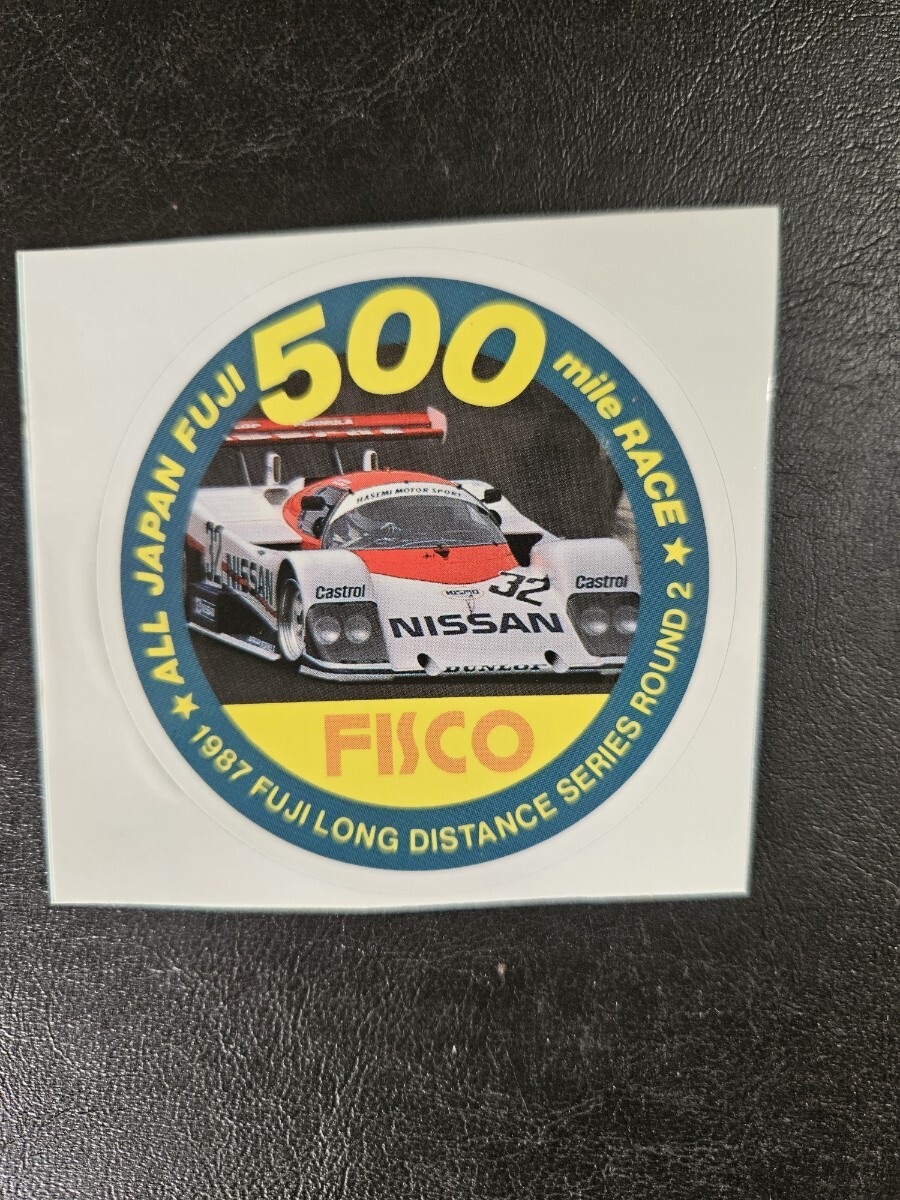 ALL JAPAN FUJI 500 mile RACE
HASEMI MOTOR SPORT
32 NISSAN
Castrol
Castrol
32
NISSAN
DUNLOP
FISCO
1987 FUJI LONG DISTANCE SERIES ROUND 2